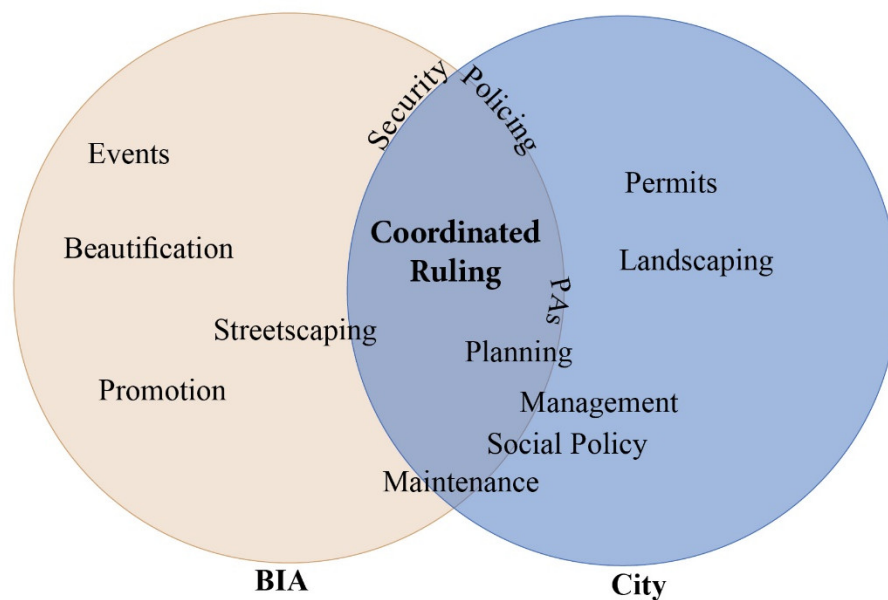 Security
Policing
Events
Permits
Beautification
Coordinated
Ruling
Landscaping
PAs
Streetscaping
Planning
Promotion
Management
Social Policy
Maintenance
BIA
City